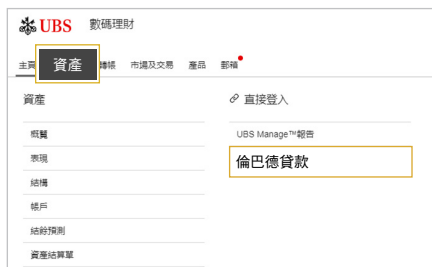 UBS 數碼理財
主頁 資產 轉帳 市場及交易 產品 郵箱
資產
直接登入
概覽
UBS Manage™報告
表現
倫巴德貸款
結構
帳戶
結餘預測
資產結算單